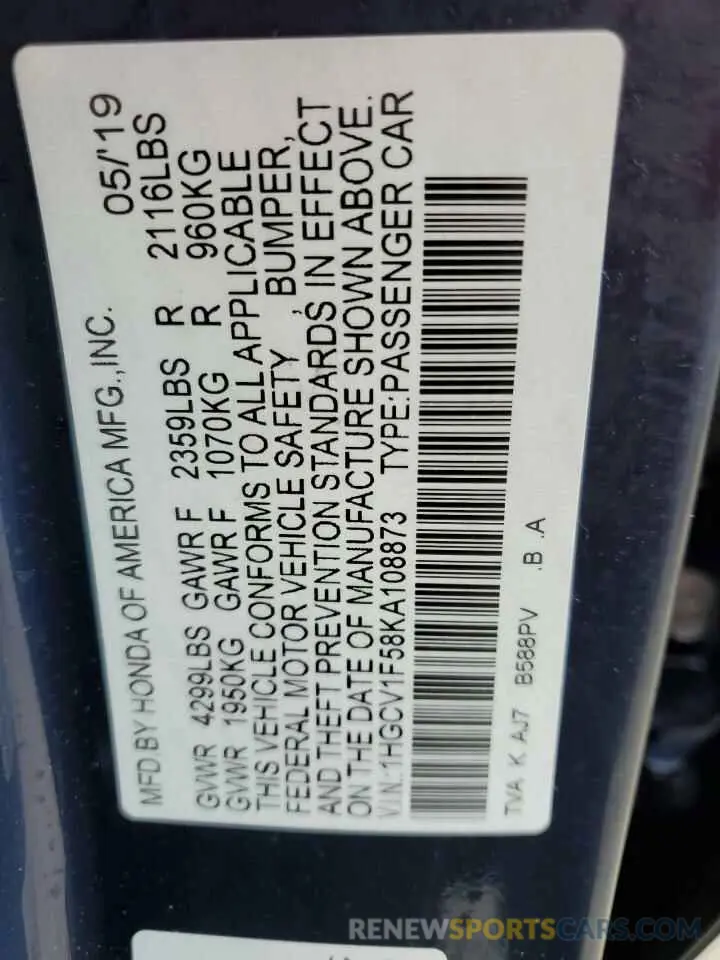 MFD BY HONDA OF AMERICA MFG.,INC. 05/'19
GVWR 4299LBS GAWR F 2359LBS R 2116LBS
GVWR 1950KG GAWR F 1070KG R 960KG
THIS VEHICLE CONFORMS TO ALL APPLICABLE
FEDERAL MOTOR VEHICLE SAFETY , BUMPER,
AND THEFT PREVENTION STANDARDS IN EFFECT
ON THE DATE OF MANUFACTURE SHOWN ABOVE.
VIN:1HGCV1F58KA108873 TYPE:PASSENGER CAR
TVA K AJ7 B588PV .B .A
RENEWSPORTSCARS.COM